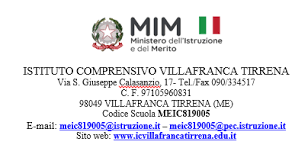 MIM
Ministero dell'Istruzione
e del Merito
ISTITUTO COMPRENSIVO VILLAFRANCA TIRRENA
Via S. Giuseppe Calasanzio, 17- Tel./Fax 090/334517
C. F. 97105960831
98049 VILLAFRANCA TIRRENA (ME)
Codice Scuola MEIC819005
E-mail: meic819005@istruzione.it – meic819005@pec.istruzione.it
Sito web: www.icvillafrancatirrena.edu.it